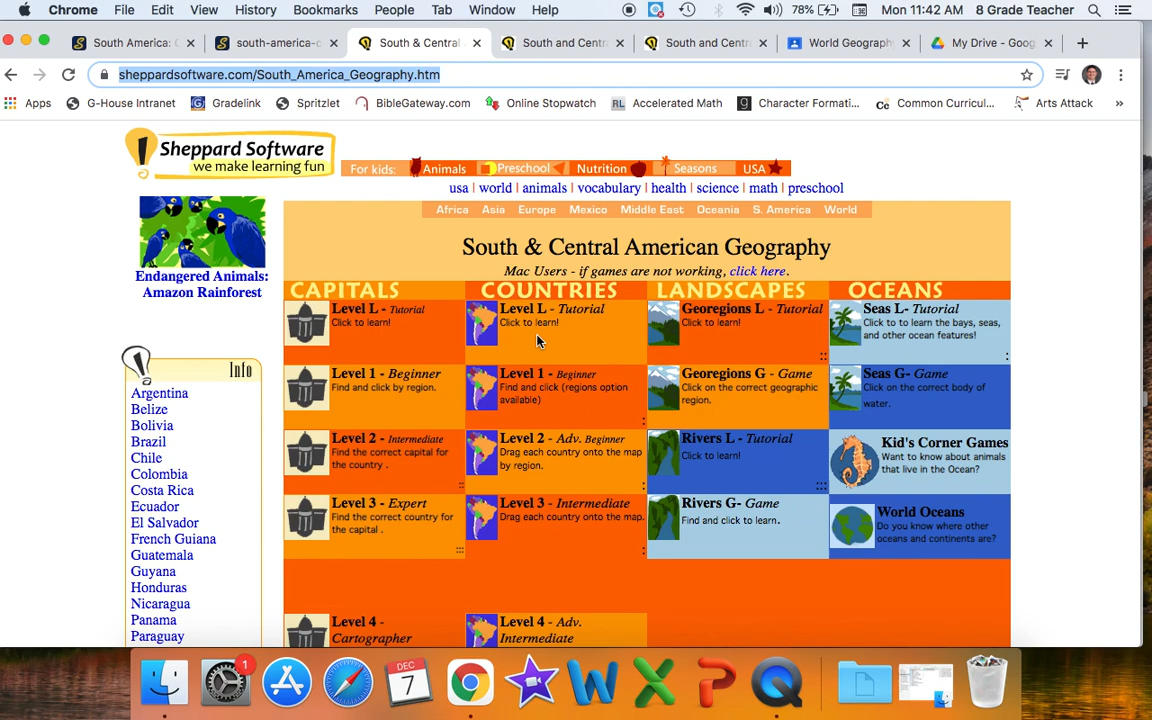 Chrome File Edit View History Bookmarks People Tab Window Help 78% Mon 11:42 AM 8 Grade Teacher
South America: C south-america-c South & Central South and Centr South and Centr World Geography My Drive - Goog
sheppardsoftware.com/South_America_Geography.htm
Apps G-House Intranet Gradelink Spritzlet BibleGateway.com Online Stopwatch RL Accelerated Math g Character Formati... Cc Common Curricul... Arts Attack »
Sheppard Software
we make learning fun
For kids: Animals Preschool Nutrition Seasons USA
usa | world | animals | vocabulary | health | science | math | preschool
Africa Asia Europe Mexico Middle East Oceania S. America World
South & Central American Geography
Mac Users - if games are not working, click here.
Endangered Animals:
Amazon Rainforest
CAPITALS COUNTRIES LANDSCAPES OCEANS
Level L - Tutorial
Click to learn!
Level L - Tutorial
Click to learn!
Georegions L - Tutorial
Click to learn!
Seas L- Tutorial
Click to to learn the bays, seas,
and other ocean features!
Level 1 - Beginner
Find and click by region.
Level 1 - Beginner
Find and click (regions option
available)
Georegions G - Game
Click on the correct geographic
region.
Seas G- Game
Click on the correct body of
water.
Level 2 - Intermediate
Find the correct capital for
the country .
Level 2 - Adv. Beginner
Drag each country onto the map
by region.
Rivers L - Tutorial
Click to learn!
Kid's Corner Games
Want to know about animals
that live in the Ocean?
Level 3 - Expert
Find the correct country for
the capital .
Level 3 - Intermediate
Drag each country onto the map.
Rivers G- Game
Find and click to learn.
World Oceans
Do you know where other
oceans and continents are?
Level 4 -
Cartographer
Level 4 - Adv.
Intermediate
Info
Argentina
Belize
Bolivia
Brazil
Chile
Colombia
Costa Rica
Ecuador
El Salvador
French Guiana
Guatemala
Guyana
Honduras
Nicaragua
Panama
Paraguay
DEC
7
1